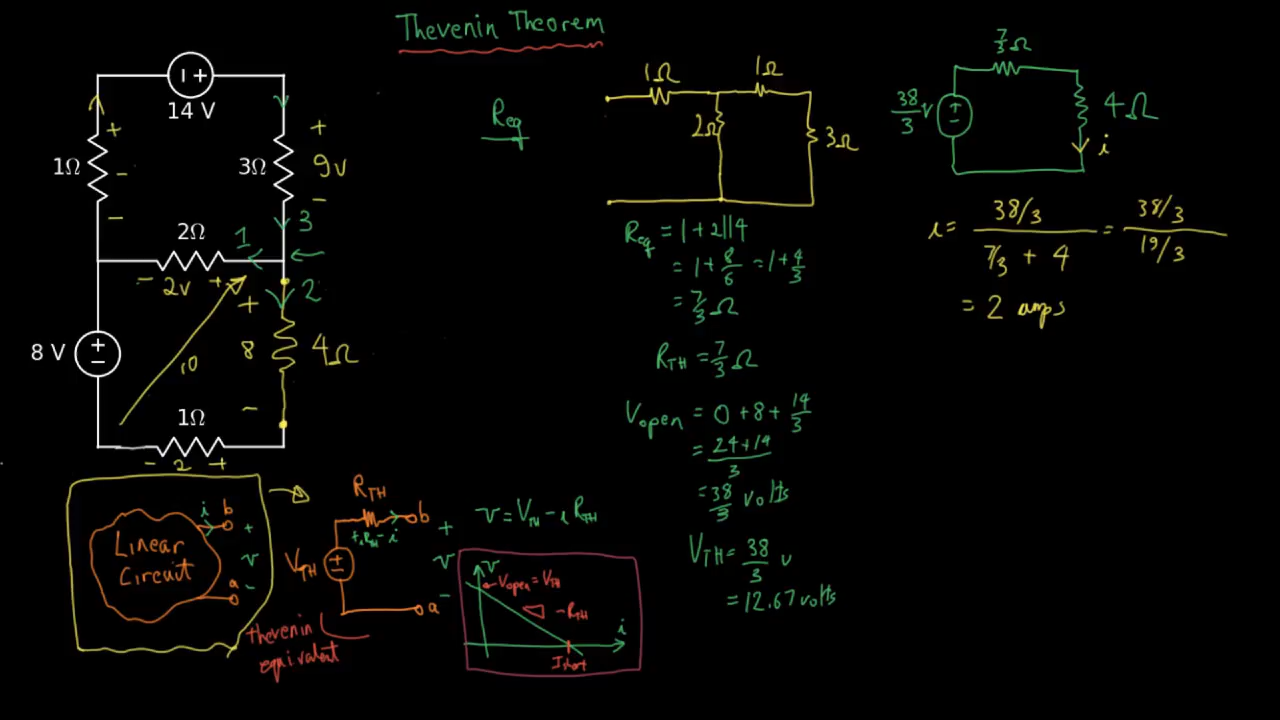 Thevenin Theorem
14 V
1Ω
+
-
-
3Ω
+
9v
-
3
2Ω
1
- 2v +
2
8 V
10
+
8
-
4Ω
1Ω
- 2 +
Req
1Ω
1Ω
2Ω
3Ω
Req = 1 + 2||4
= 1 + 8/6 = 1 + 4/3
= 7/3 Ω
RTH = 7/3 Ω
Vopen = 0 + 8 + 14/3
= 24+14/3
= 38/3 volts
VTH = 38/3 v
= 12.67 volts
7/3 Ω
38/3 v
4Ω
i
i = 38/3 / 7/3 + 4 = 38/3 / 19/3
= 2 amps
Linear
Circuit
i
b
+
v
-
a
RTH
b
+ iRTH - i
VTH
+
v
-
a
thevenin
equivalent
v = VTH - i RTH
v
Vopen = VTH
-RTH
i
Ishort